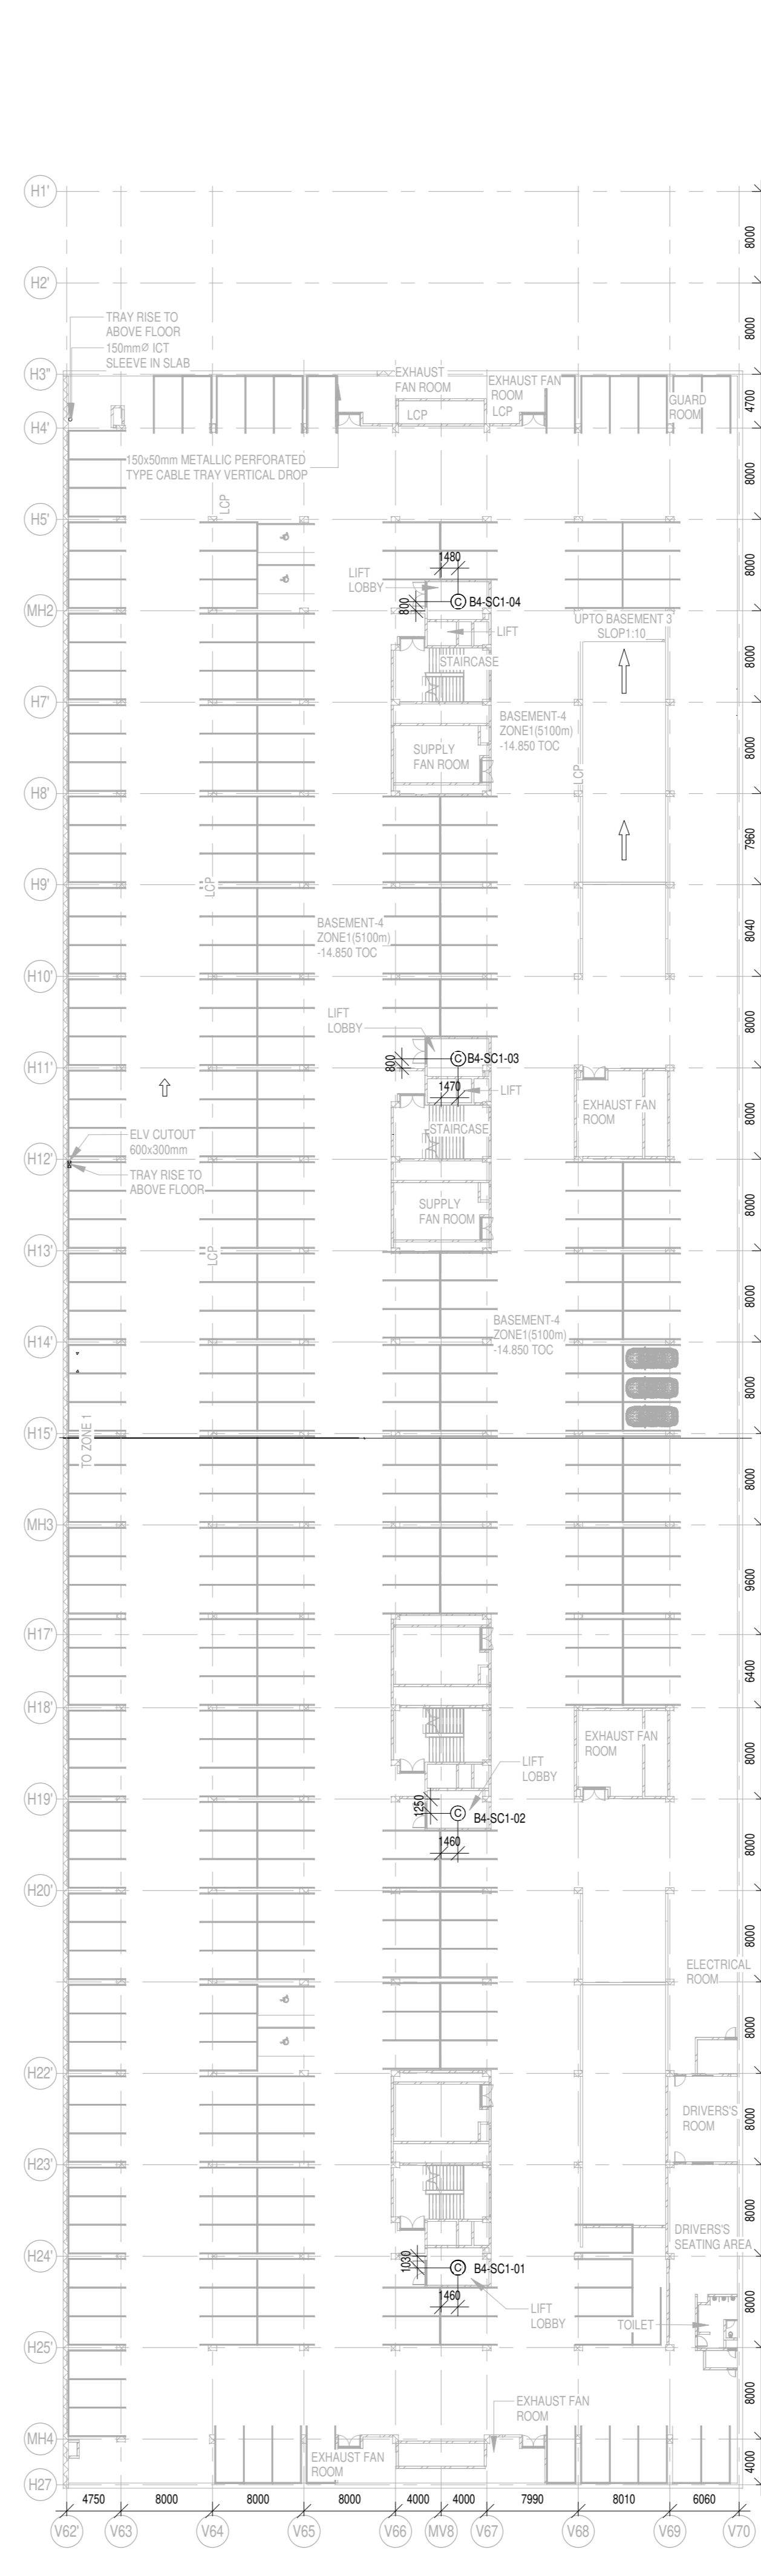 H1'
8000
H2'
8000
TRAY RISE TO
ABOVE FLOOR
150mmØ ICT
SLEEVE IN SLAB
H3"
EXHAUST
FAN ROOM
EXHAUST FAN
ROOM
LCP
LCP
GUARD
ROOM
4700
H4'
150x50mm METALLIC PERFORATED
TYPE CABLE TRAY VERTICAL DROP
8000
LCP
H5'
1480
8000
LIFT
LOBBY
800
B4-SC1-04
MH2
UPTO BASEMENT 3
SLOP1:10
LIFT
STAIRCASE
8000
H7'
BASEMENT-4
ZONE1(5100m)
-14.850 TOC
SUPPLY
FAN ROOM
8000
LCP
H8'
7960
H9'
LCP
BASEMENT-4
ZONE1(5100m)
-14.850 TOC
8040
H10'
LIFT
LOBBY
8000
800
B4-SC1-03
H11'
1470
LIFT
EXHAUST FAN
ROOM
8000
ELV CUTOUT
600x300mm
STAIRCASE
H12'
TRAY RISE TO
ABOVE FLOOR
SUPPLY
FAN ROOM
8000
H13'
LCP
8000
BASEMENT-4
ZONE1(5100m)
-14.850 TOC
H14'
8000
H15'
TO ZONE 1
8000
MH3
9600
H17'
6400
H18'
EXHAUST FAN
ROOM
LIFT
LOBBY
8000
H19'
1250
B4-SC1-02
1460
8000
H20'
8000
ELECTRICAL
ROOM
8000
H22'
DRIVERS'S
ROOM
8000
H23'
8000
DRIVERS'S
SEATING AREA
H24'
1030
B4-SC1-01
1460
LIFT
LOBBY
TOILET
8000
H25'
8000
EXHAUST FAN
ROOM
MH4
EXHAUST FAN
ROOM
4000
H27
4750
8000
8000
8000
4000
4000
7990
8010
6060
V62'
V63
V64
V65
V66
MV8
V67
V68
V69
V70